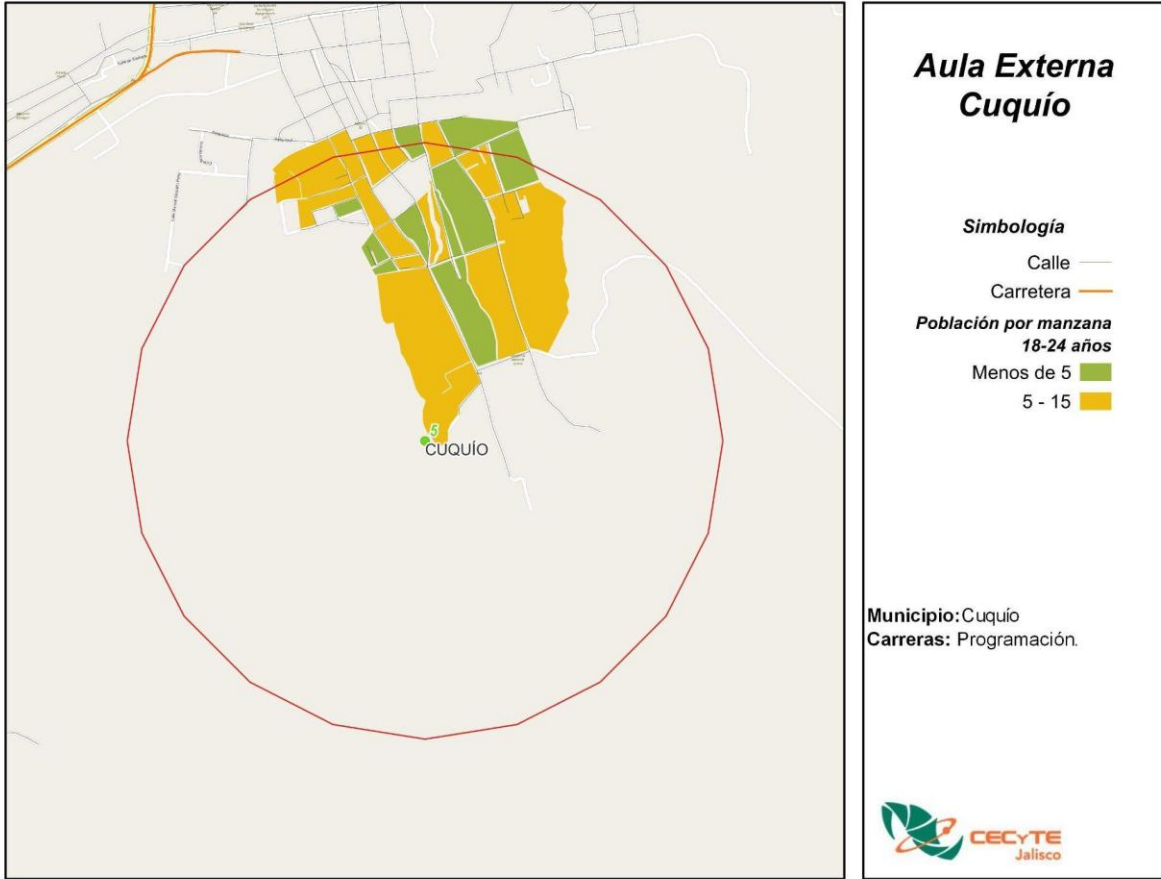 Aula Externa
Cuquío
Simbología
Calle
Carretera
Población por manzana
18-24 años
Menos de 5
5 - 15
5
CUQUÍO
Municipio:Cuquío
Carreras: Programación.
CECyTE
Jalisco